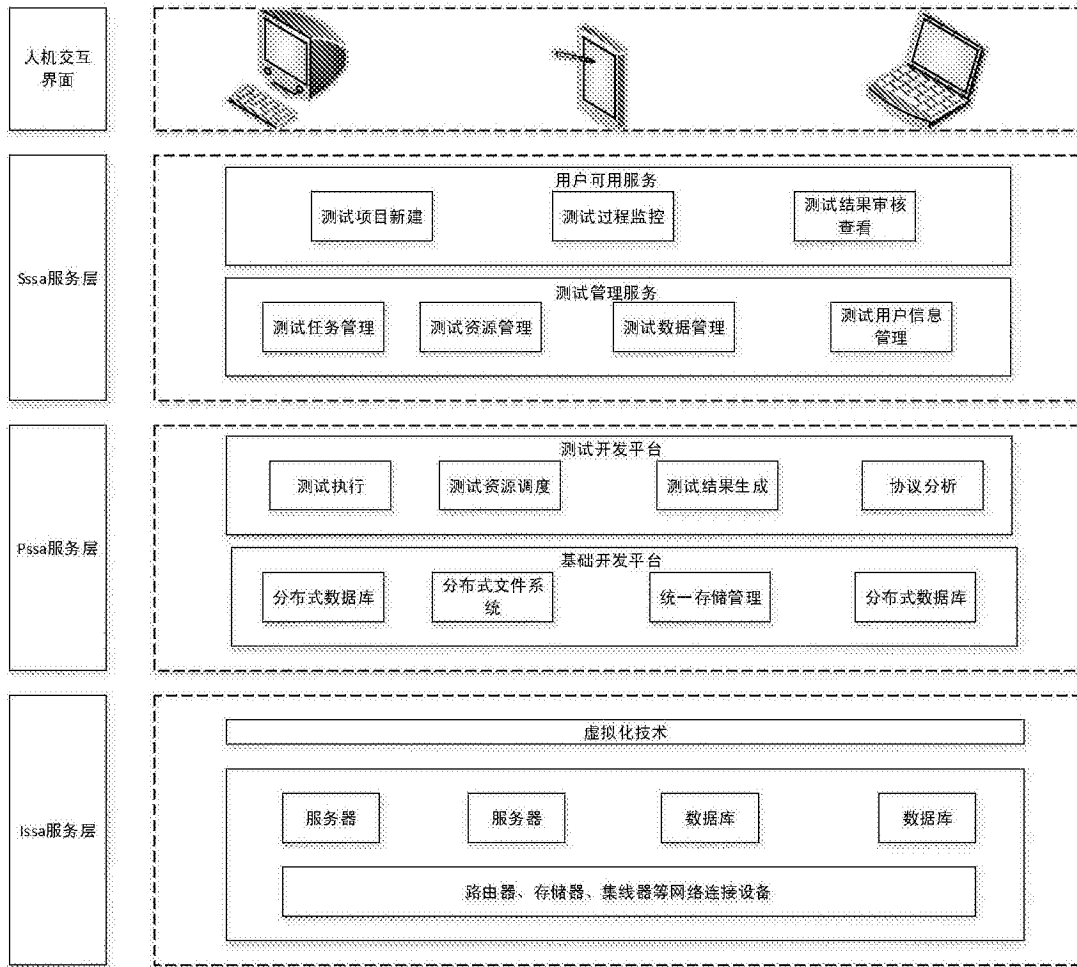 人机交互
界面
Sssa服务层
用户可用服务
测试项目新建
测试过程监控
测试结果审核
查看
测试管理服务
测试任务管理
测试资源管理
测试数据管理
测试用户信息
管理
Pssa服务层
测试开发平台
测试执行
测试资源调度
测试结果生成
协议分析
基础开发平台
分布式数据库
分布式文件系
统
统一存储管理
分布式数据库
Issa服务层
虚拟化技术
服务器
服务器
数据库
数据库
路由器、存储器、集线器等网络连接设备